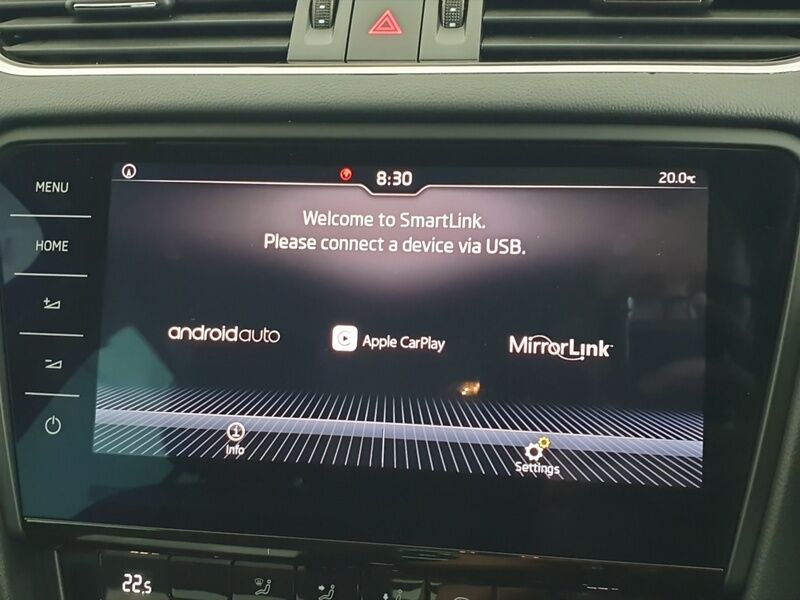 MENU
8:30
20.0°C
HOME
Welcome to SmartLink.
Please connect a device via USB.
androidauto
Apple CarPlay
MirrorLink™
Info
Settings
22.5